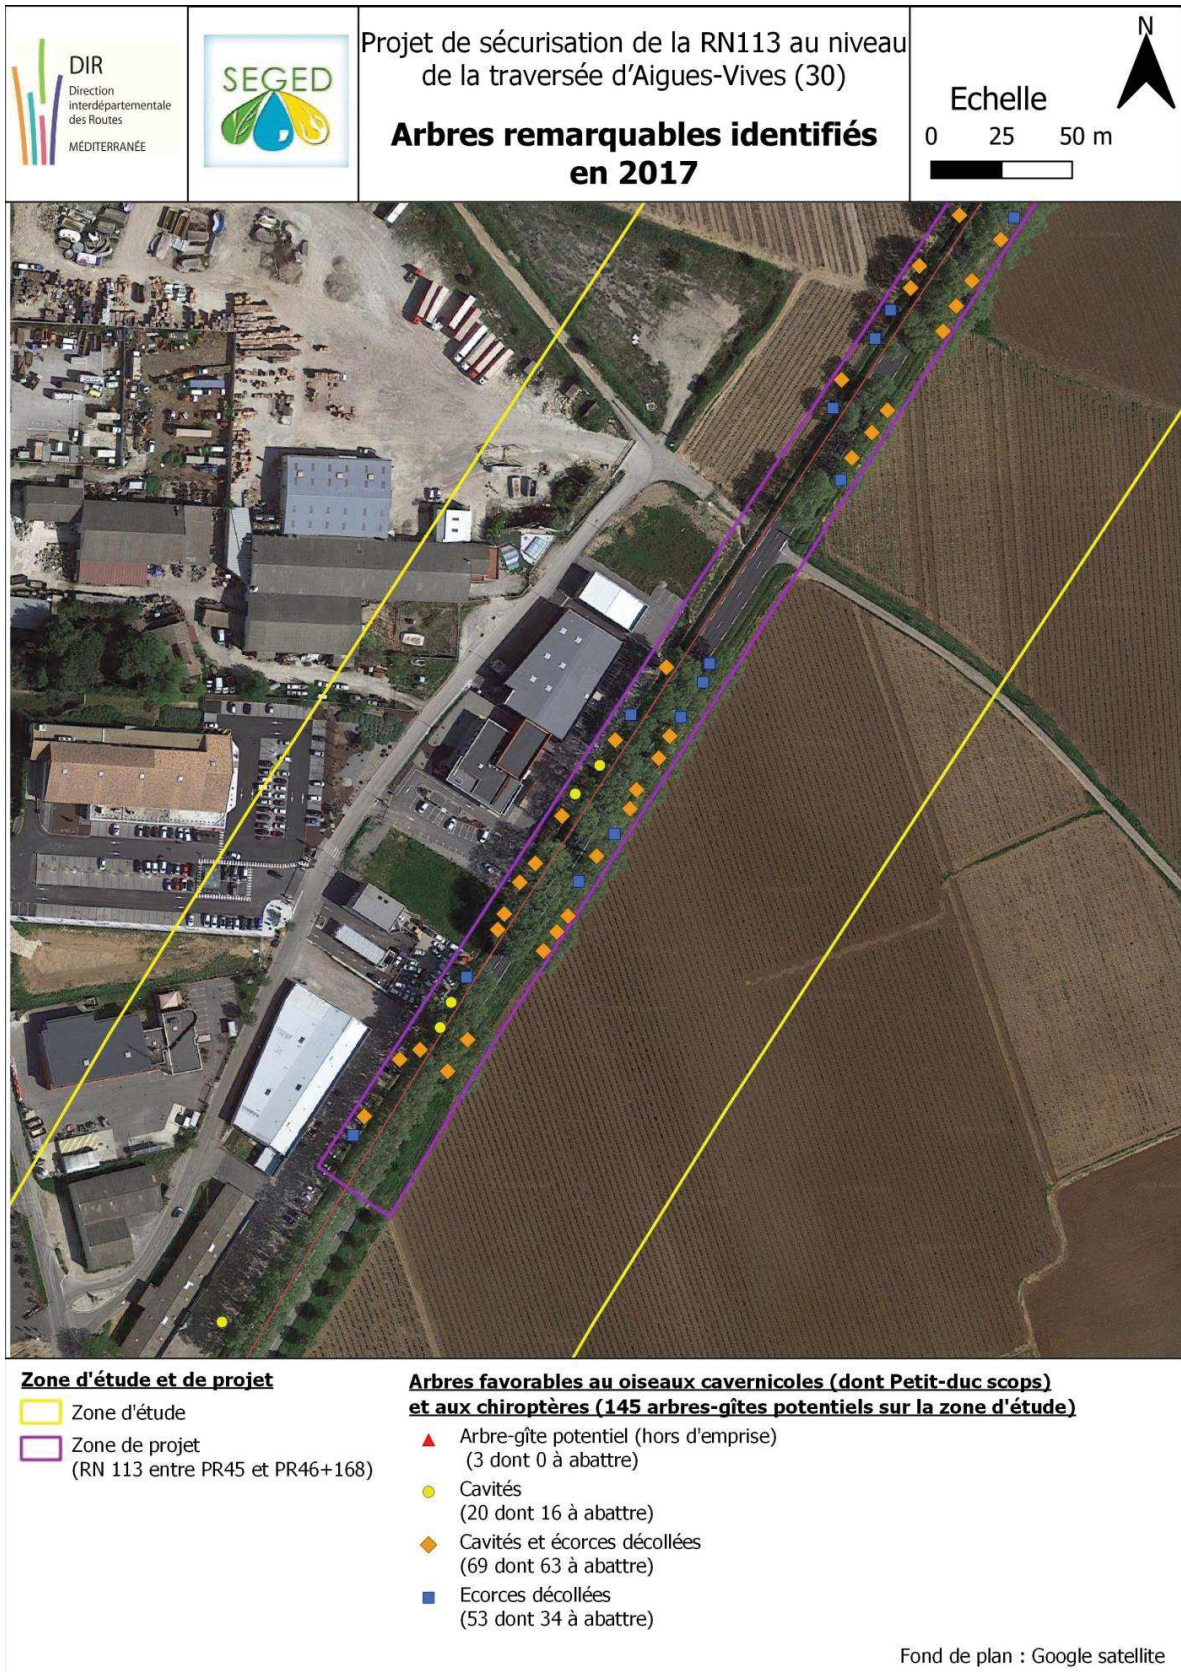 DIR
Direction
interdépartementale
des Routes
MÉDITERRANÉE
SEGED
Projet de sécurisation de la RN113 au niveau
de la traversée d'Aigues-Vives (30)
Arbres remarquables identifiés
en 2017
N
Echelle
0 25 50 m
Zone d'étude et de projet
Zone d'étude
Zone de projet
(RN 113 entre PR45 et PR46+168)
Arbres favorables au oiseaux cavernicoles (dont Petit-duc scops)
et aux chiroptères (145 arbres-gîtes potentiels sur la zone d'étude)
Arbre-gîte potentiel (hors d'emprise)
(3 dont 0 à abattre)
Cavités
(20 dont 16 à abattre)
Cavités et écorces décollées
(69 dont 63 à abattre)
Ecorces décollées
(53 dont 34 à abattre)
Fond de plan : Google satellite